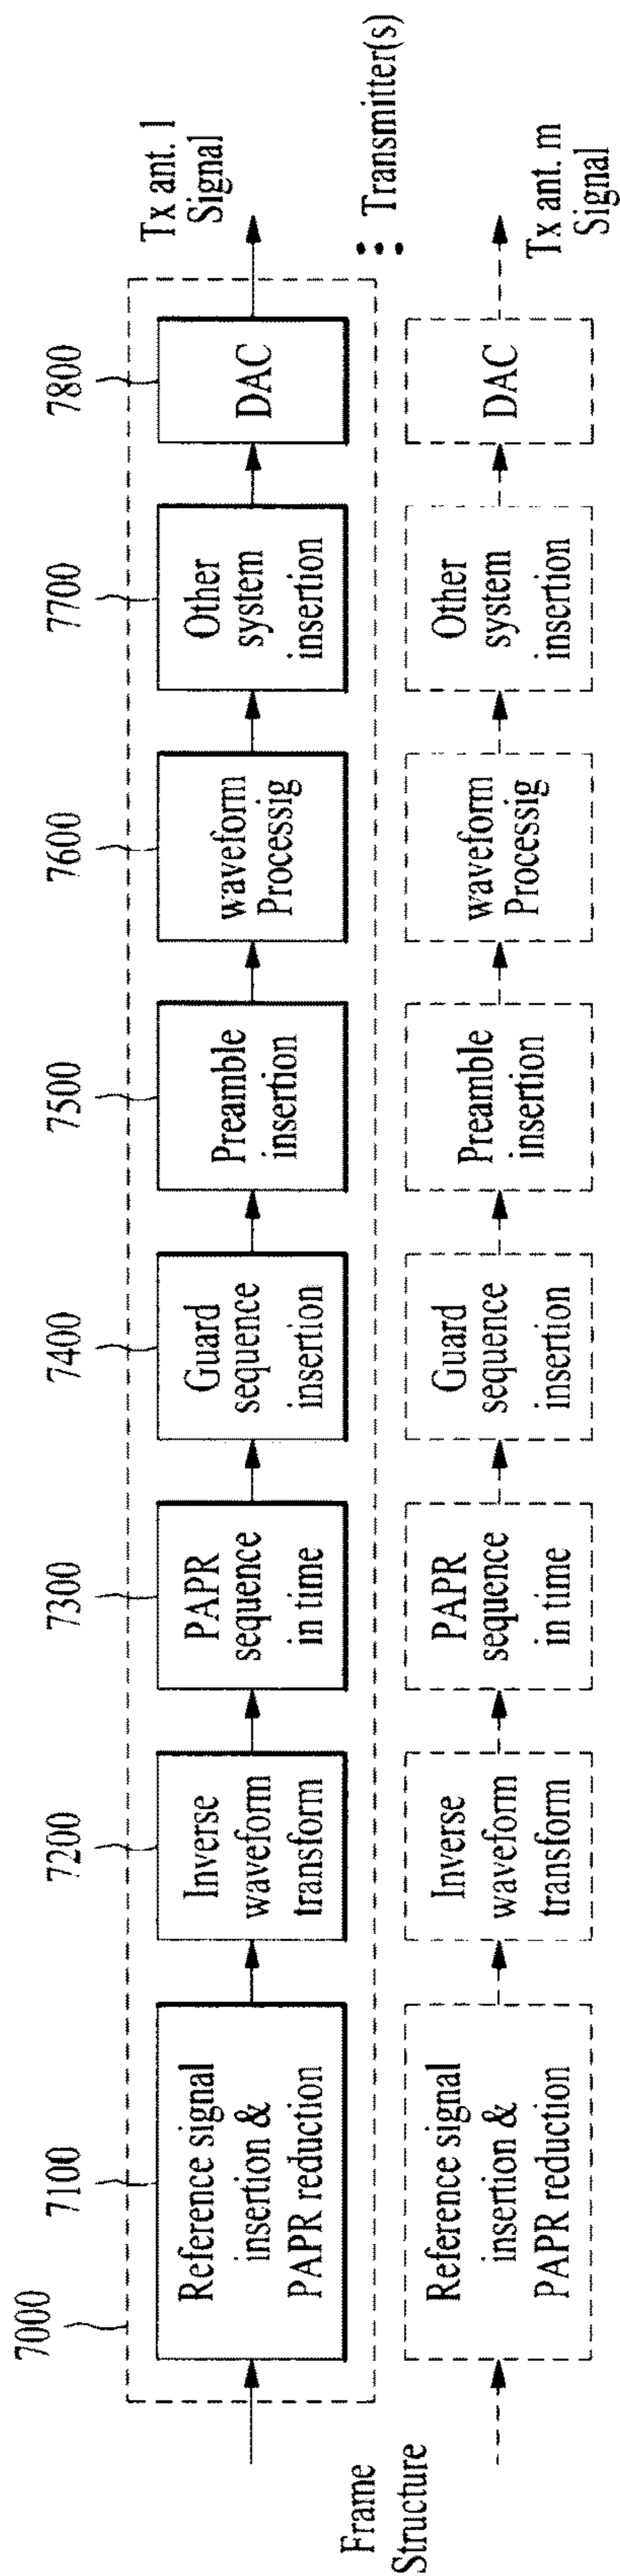 7000
7100
7200
7300
7400
7500
7600
7700
7800
Reference signal
insertion &
PAPR reduction
Inverse
waveform
transform
PAPR
sequence
in time
Guard
sequence
insertion
Preamble
insertion
waveform
Processig
Other
system
insertion
DAC
Tx ant. 1
Signal
Frame
Structure
Transmitter(s)
Reference signal
insertion &
PAPR reduction
Inverse
waveform
transform
PAPR
sequence
in time
Guard
sequence
insertion
Preamble
insertion
waveform
Processig
Other
system
insertion
DAC
Tx ant. m
Signal